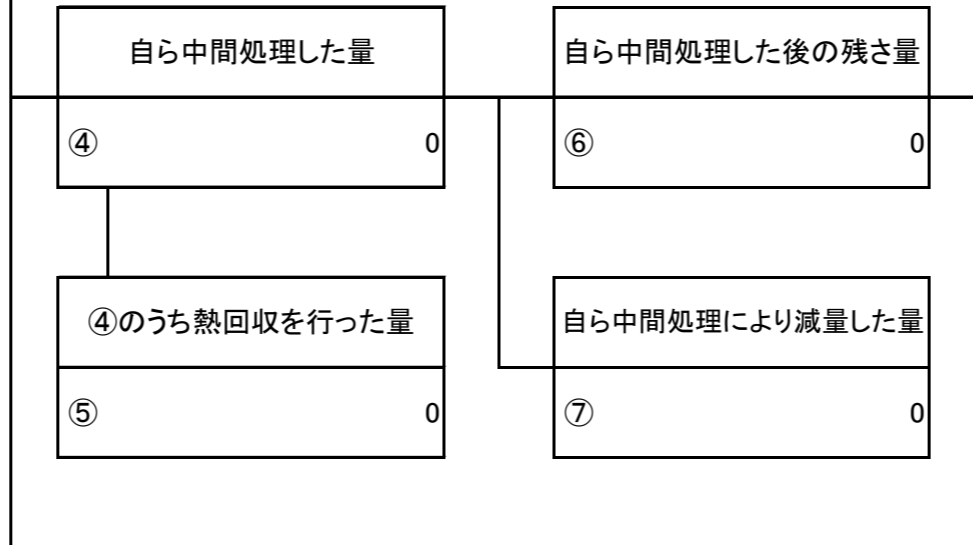 自ら中間処理した量
自ら中間処理した後の残さ量
④ 0
⑥ 0
④のうち熱回収を行った量
自ら中間処理により減量した量
⑤ 0
⑦ 0